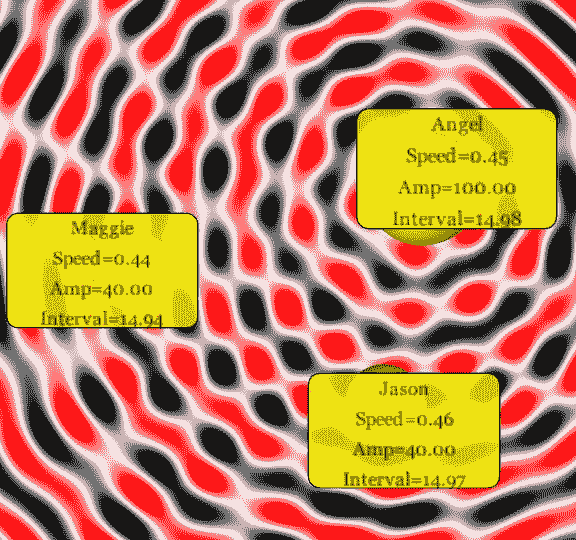 Angel
Speed=0.45
Amp=100.00
Interval=14.98
Maggie
Speed=0.44
Amp=40.00
Interval=14.94
Jason
Speed=0.46
Amp=40.00
Interval=14.97